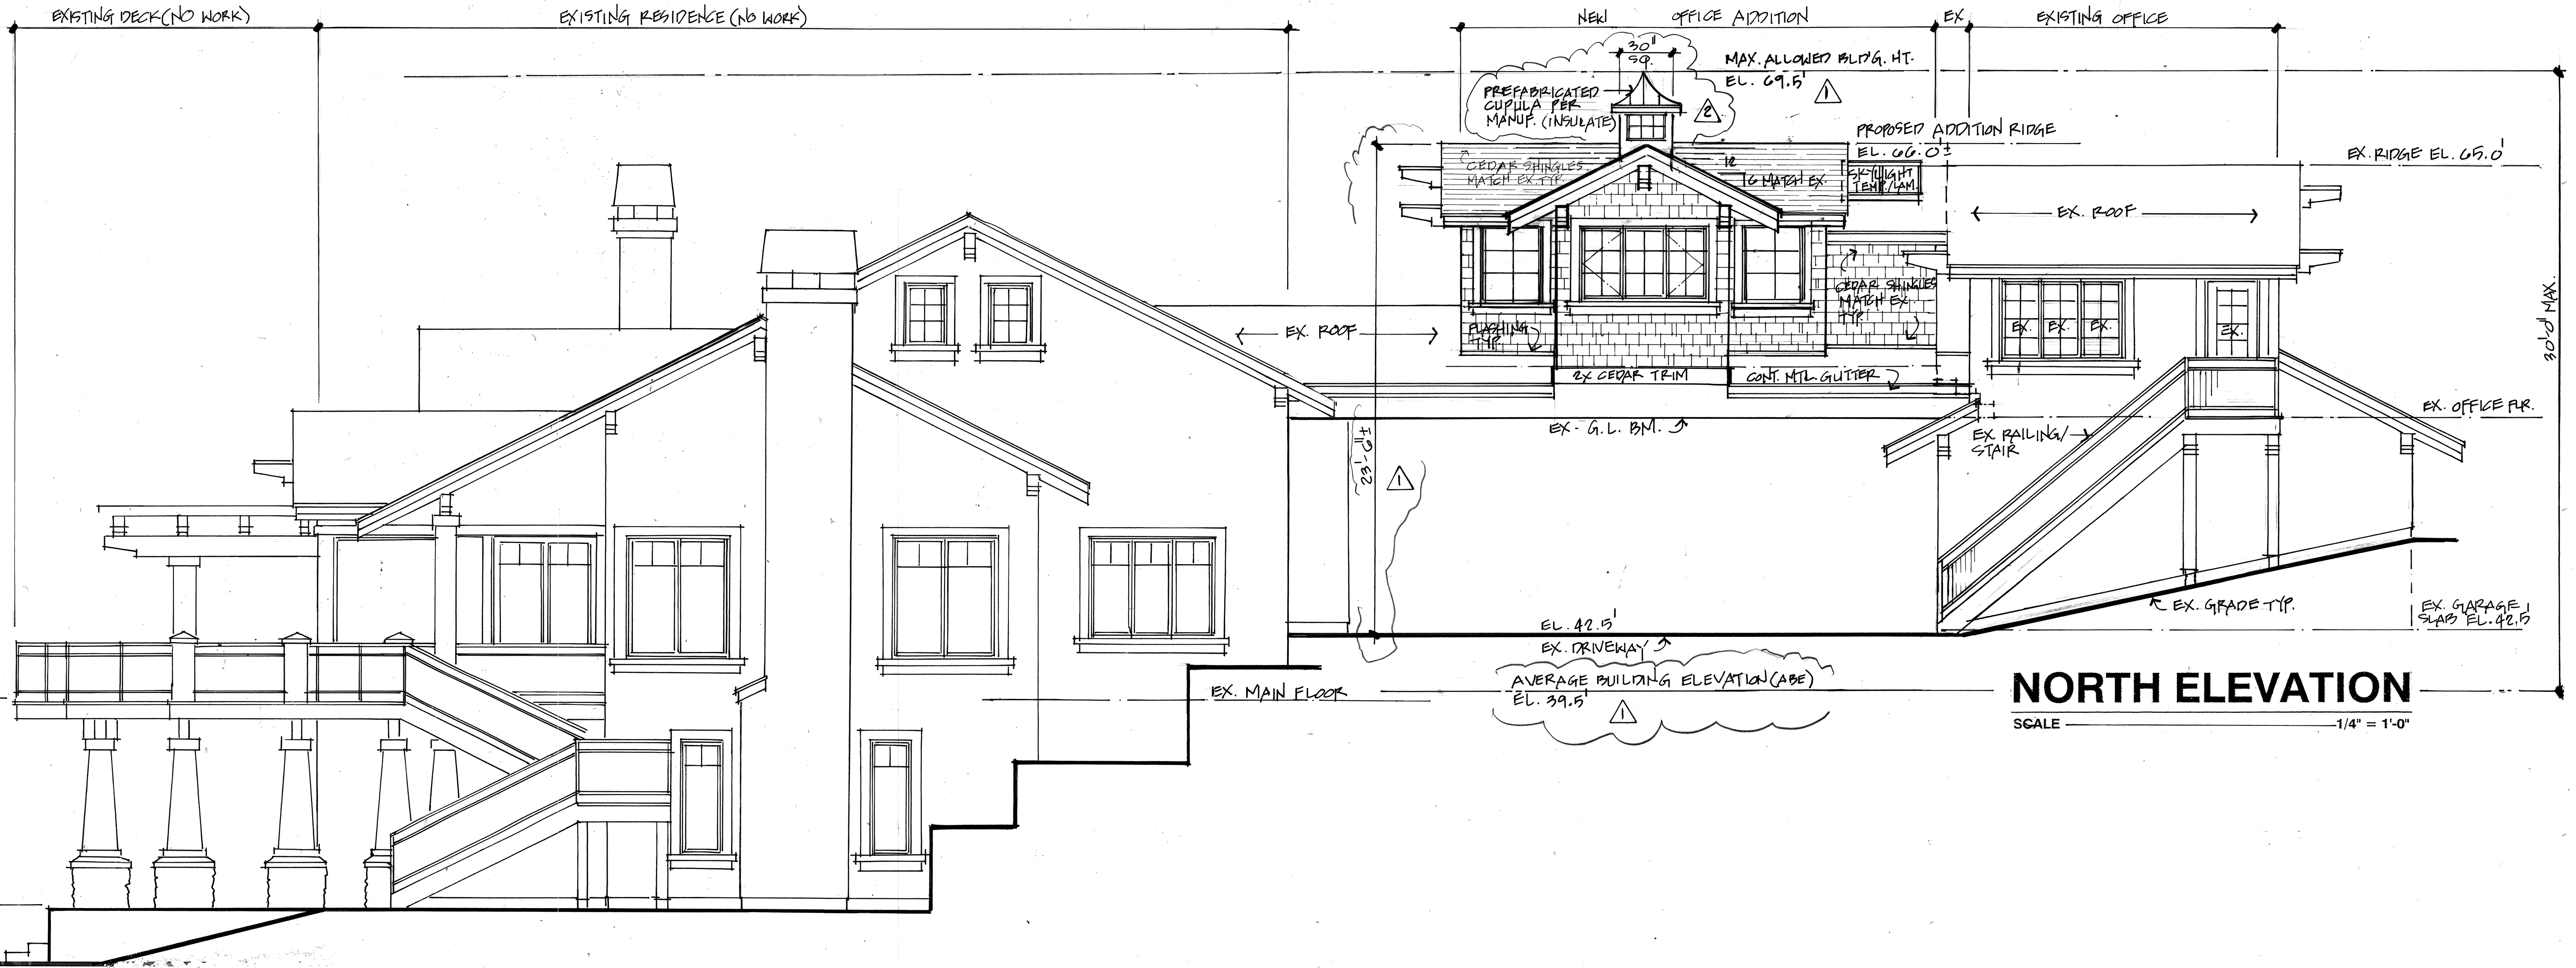 EXISTING DECK (NO WORK)
EXISTING RESIDENCE (NO WORK)
NEW OFFICE ADDITION
EX
EXISTING OFFICE
30"
SQ.
MAX. ALLOWED BLD'G. HT.
EL. 69.5'
1
PREFABRICATED
CUPULA PER
MANUF. (INSULATE)
2
PROPOSED ADDITION RIDGE
EL. 66.0'±
EX. RIDGE EL. 65.0'
CEDAR SHINGLES
MATCH EX. TYP.
12
6 MATCH EX.
SKYLIGHT
TEMP./LAM.
EX. ROOF
CEDAR SHINGLES
MATCH EX.
TYP.
EX. ROOF
FLASHING
TYP.
EX. EX. EX.
EX.
30'0" MAX.
2X CEDAR TRIM
CONT. MTL. GUTTER
EX. OFFICE FLR.
EX. G.L. BM.
EX. RAILING/
STAIR
23'-6"±
1
EX. GRADE TYP.
EX. GARAGE
SLAB EL. 42.5'
EL. 42.5'
EX. DRIVEWAY
AVERAGE BUILDING ELEVATION (ABE)
EL. 39.5'
1
EX. MAIN FLOOR
NORTH ELEVATION
SCALE 1/4" = 1'-0"